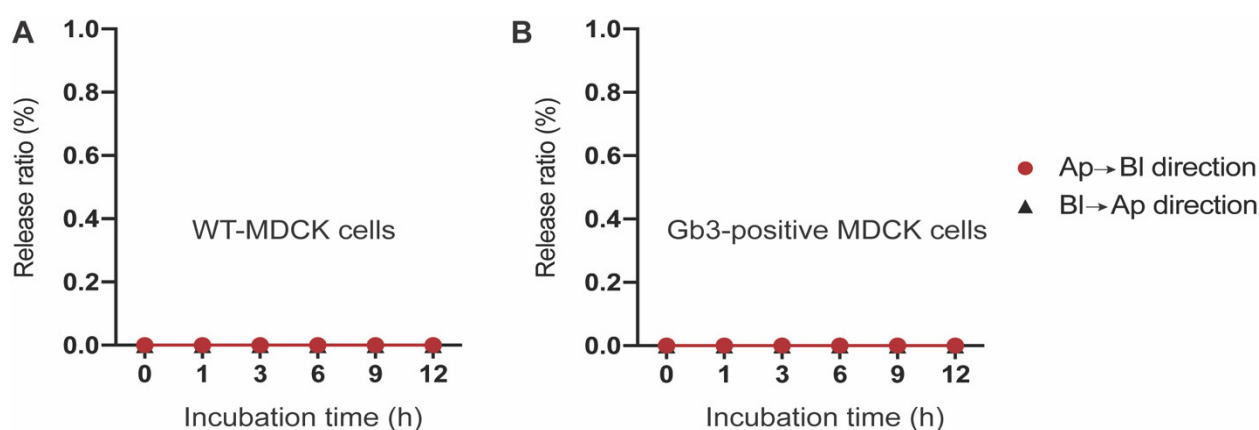 A
Release ratio (%)
1.0
0.8
0.6
0.4
0.2
0.0
WT-MDCK cells
0 1 3 6 9 12
Incubation time (h)
B
Release ratio (%)
1.0
0.8
0.6
0.4
0.2
0.0
Gb3-positive MDCK cells
0 1 3 6 9 12
Incubation time (h)
Ap→Bl direction
Bl→Ap direction